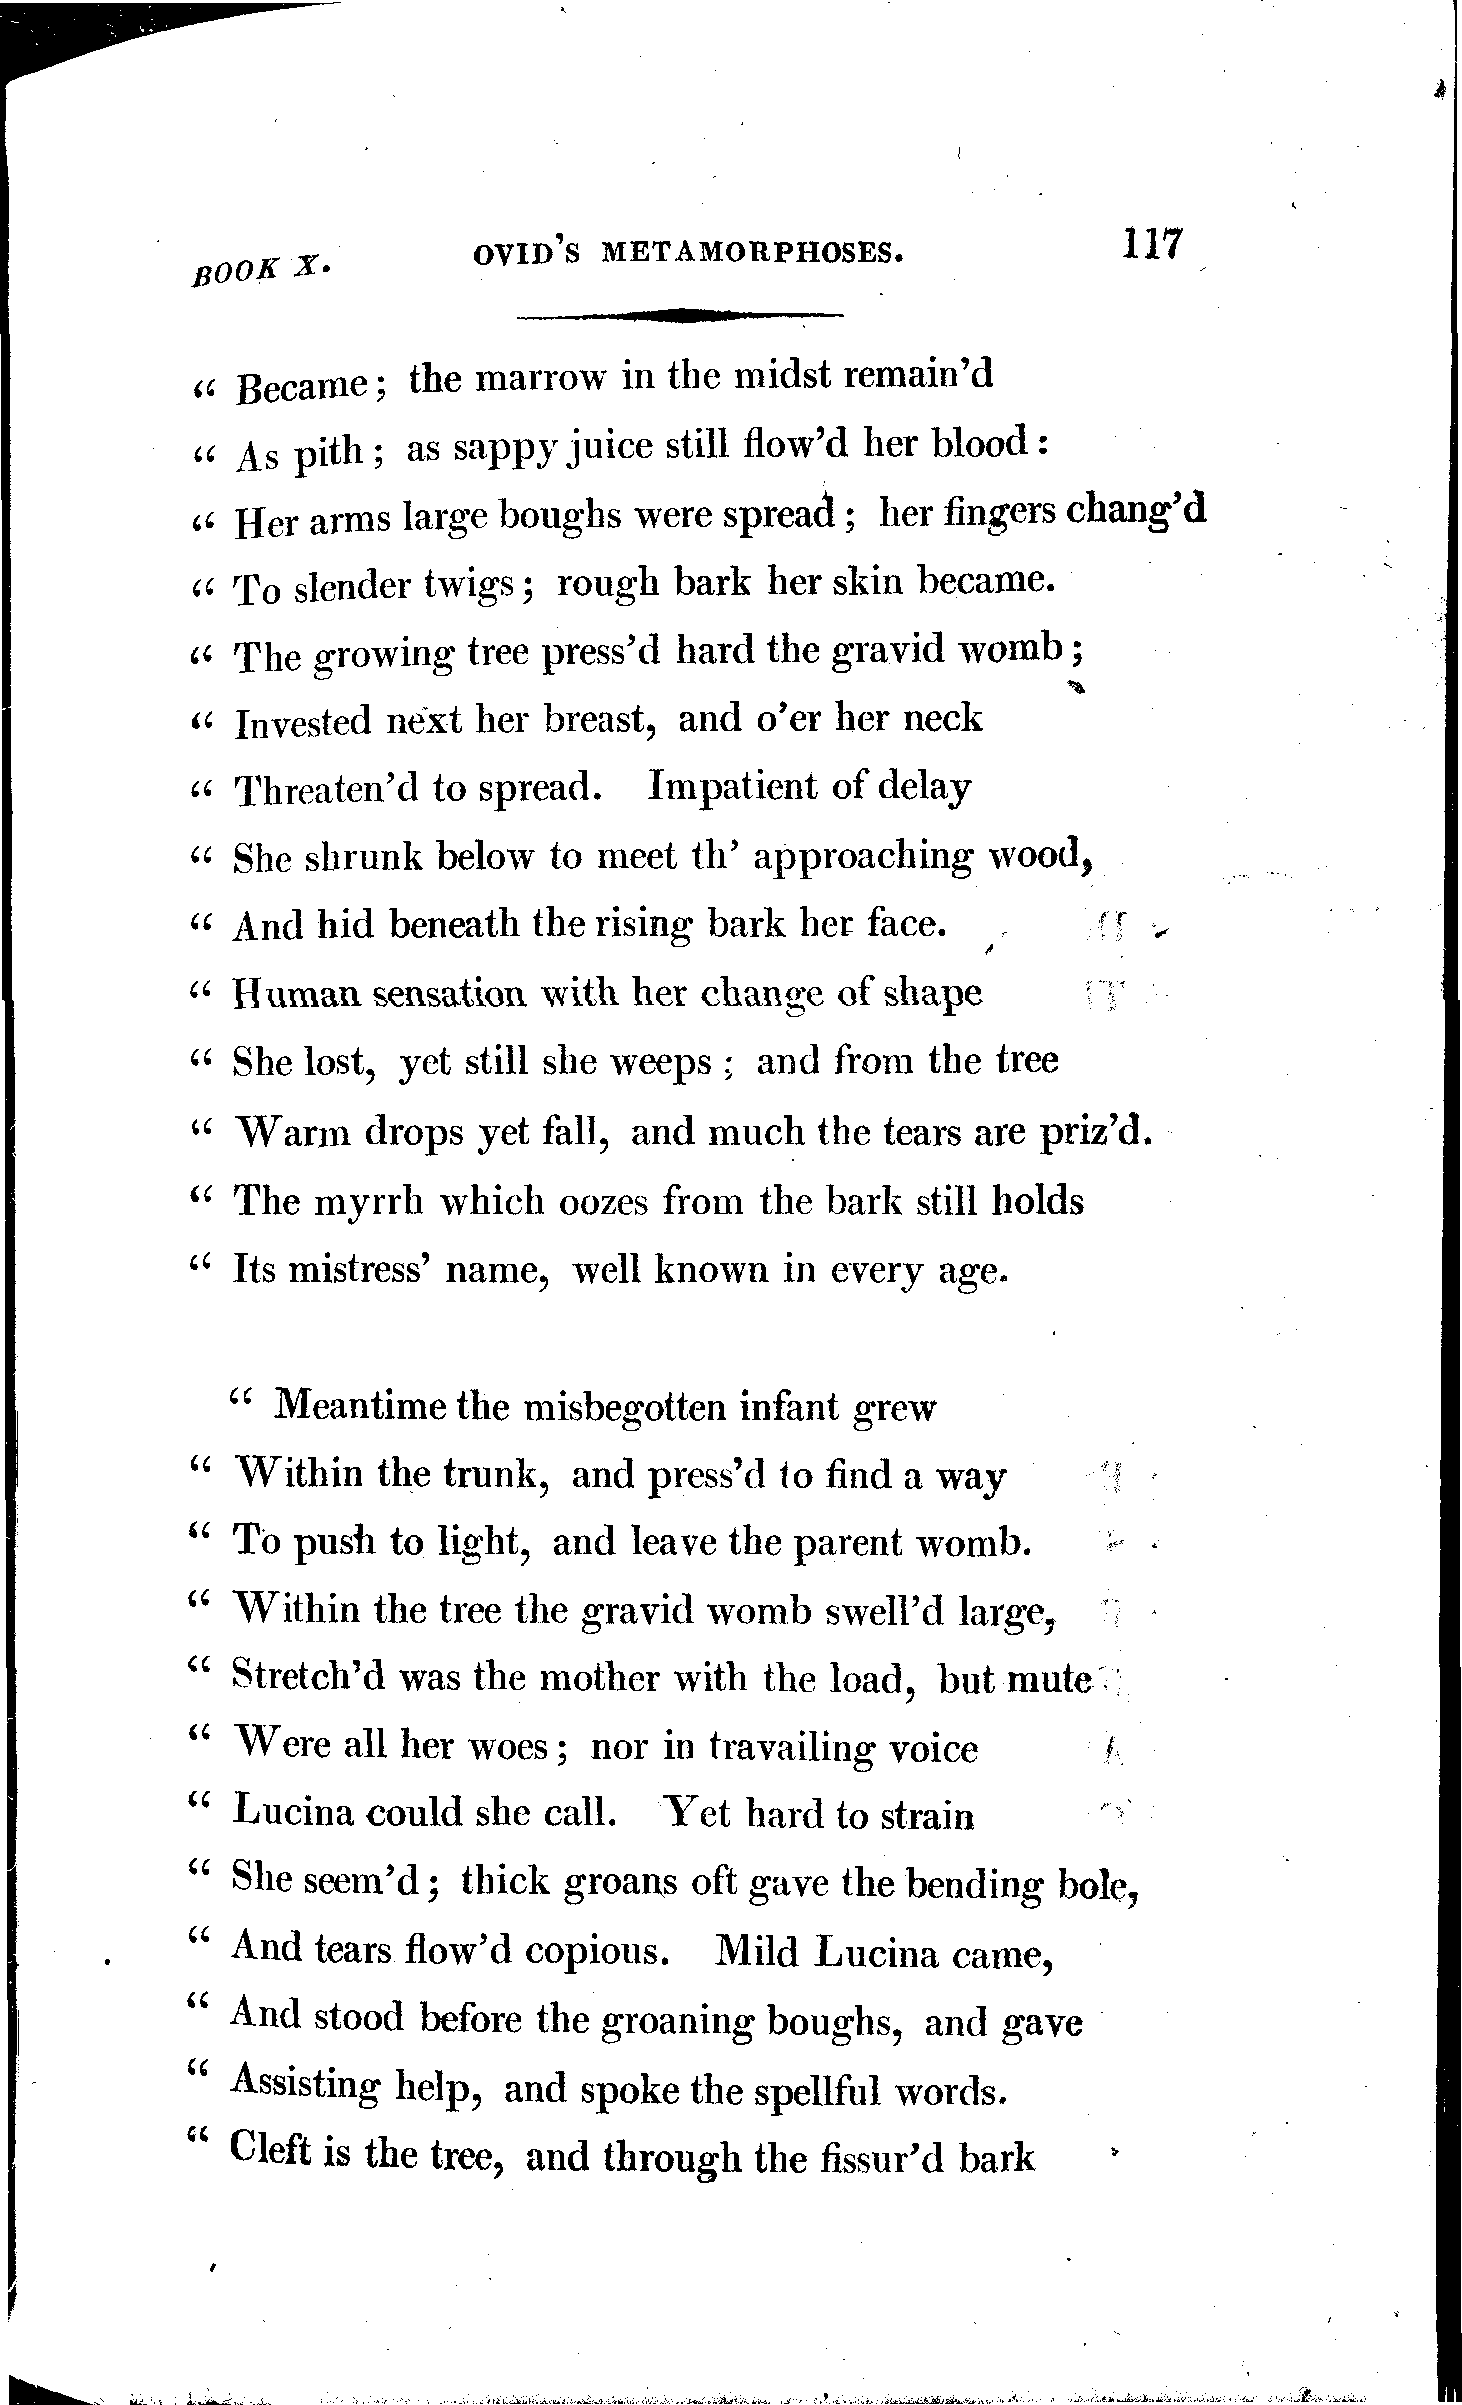 BOOK X. OVID'S METAMORPHOSES. 117
“ Became; the marrow in the midst remain'd
“ As pith; as sappy juice still flow'd her blood:
“ Her arms large boughs were spread; her fingers chang'd
“ To slender twigs; rough bark her skin became.
“ The growing tree press'd hard the gravid womb;
“ Invested next her breast, and o'er her neck
“ Threaten'd to spread. Impatient of delay
“ She shrunk below to meet th' approaching wood,
“ And hid beneath the rising bark her face.
“ Human sensation with her change of shape
“ She lost, yet still she weeps; and from the tree
“ Warm drops yet fall, and much the tears are priz'd.
“ The myrrh which oozes from the bark still holds
“ Its mistress' name, well known in every age.
“ Meantime the misbegotten infant grew
“ Within the trunk, and press'd to find a way
“ To push to light, and leave the parent womb.
“ Within the tree the gravid womb swell'd large,
“ Stretch'd was the mother with the load, but mute
“ Were all her woes; nor in travailing voice
“ Lucina could she call. Yet hard to strain
“ She seem'd; thick groans oft gave the bending bole,
“ And tears flow'd copious. Mild Lucina came,
“ And stood before the groaning boughs, and gave
“ Assisting help, and spoke the spellful words.
“ Cleft is the tree, and through the fissur'd bark